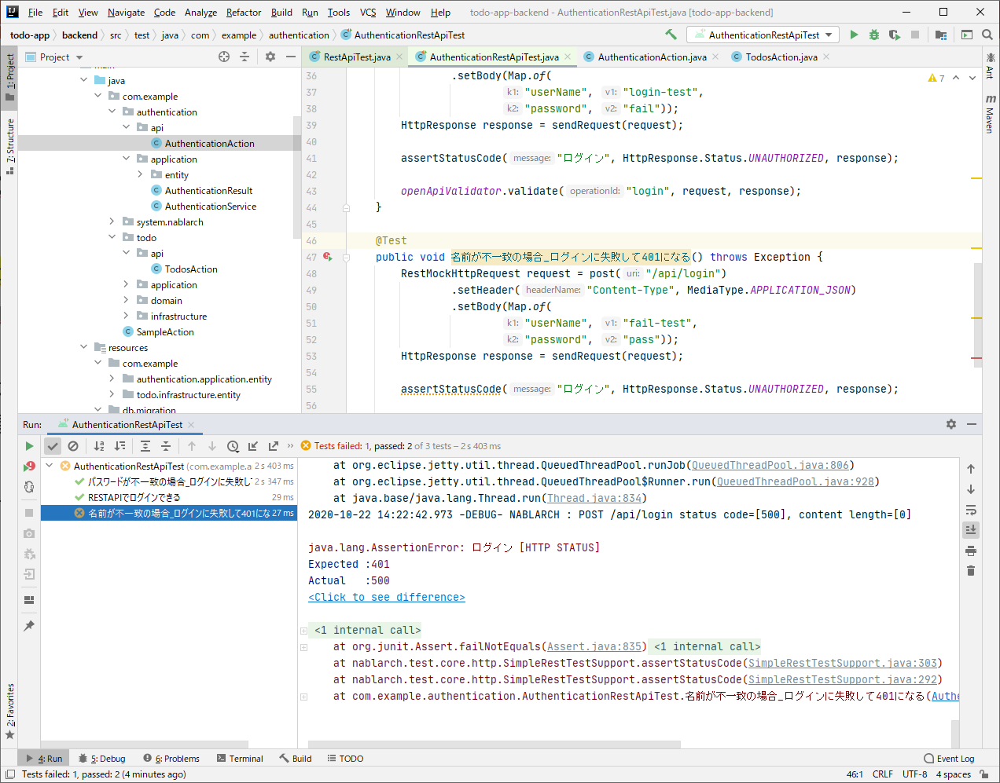 File Edit View Navigate Code Analyze Refactor Build Run Tools VCS Window Help todo-app-backend - AuthenticationRestApiTest.java [todo-app-backend]
todo-app backend src test java com example authentication AuthenticationRestApiTest AuthenticationRestApiTest
Project RestApiTest.java AuthenticationRestApiTest.java AuthenticationAction.java TodosAction.java
1: Project
7: Structure
2: Favorites
Ant
Maven
java
com.example
authentication
api
AuthenticationAction
application
entity
AuthenticationResult
AuthenticationService
system.nablarch
todo
api
TodosAction
application
domain
infrastructure
SampleAction
resources
com.example
authentication.application.entity
todo.infrastructure.entity
db.migration
7
36 .setBody(Map.of(
37 k1: "userName", v1: "login-test",
38 k2: "password", v2: "fail"));
39 HttpResponse response = sendRequest(request);
40
41 assertStatusCode( message: "ログイン", HttpResponse.Status.UNAUTHORIZED, response);
42
43 openApiValidator.validate( operationId: "login", request, response);
44 }
45
46 @Test
47 public void 名前が不一致の場合_ログインに失敗して401になる() throws Exception {
48 RestMockHttpRequest request = post( uri: "/api/login")
49 .setHeader( headerName: "Content-Type", MediaType.APPLICATION_JSON)
50 .setBody(Map.of(
51 k1: "userName", v1: "fail-test",
52 k2: "password", v2: "pass"));
53 HttpResponse response = sendRequest(request);
54
55 assertStatusCode( message: "ログイン", HttpResponse.Status.UNAUTHORIZED, response);
56
Run: AuthenticationRestApiTest
Tests failed: 1, passed: 2 of 3 tests – 2 s 403 ms
AuthenticationRestApiTest (com.example.a 2 s 403 ms
パスワードが不一致の場合_ログインに失敗し 2 s 347 ms
RESTAPIでログインできる 29 ms
名前が不一致の場合_ログインに失敗して401にな 27 ms
at org.eclipse.jetty.util.thread.QueuedThreadPool.runJob(QueuedThreadPool.java:806)
at org.eclipse.jetty.util.thread.QueuedThreadPool$Runner.run(QueuedThreadPool.java:928)
at java.base/java.lang.Thread.run(Thread.java:834)
2020-10-22 14:22:42.973 -DEBUG- NABLARCH : POST /api/login status code=[500], content length=[0]
java.lang.AssertionError: ログイン [HTTP STATUS]
Expected :401
Actual :500
<Click to see difference>
<1 internal call>
at org.junit.Assert.failNotEquals(Assert.java:835) <1 internal call>
at nablarch.test.core.http.SimpleRestTestSupport.assertStatusCode(SimpleRestTestSupport.java:303)
at nablarch.test.core.http.SimpleRestTestSupport.assertStatusCode(SimpleRestTestSupport.java:292)
at com.example.authentication.AuthenticationRestApiTest.名前が不一致の場合_ログインに失敗して401になる(Authe
4: Run 5: Debug 6: Problems Terminal Build TODO Event Log
Tests failed: 1, passed: 2 (4 minutes ago) 46:1 CRLF UTF-8 4 spaces